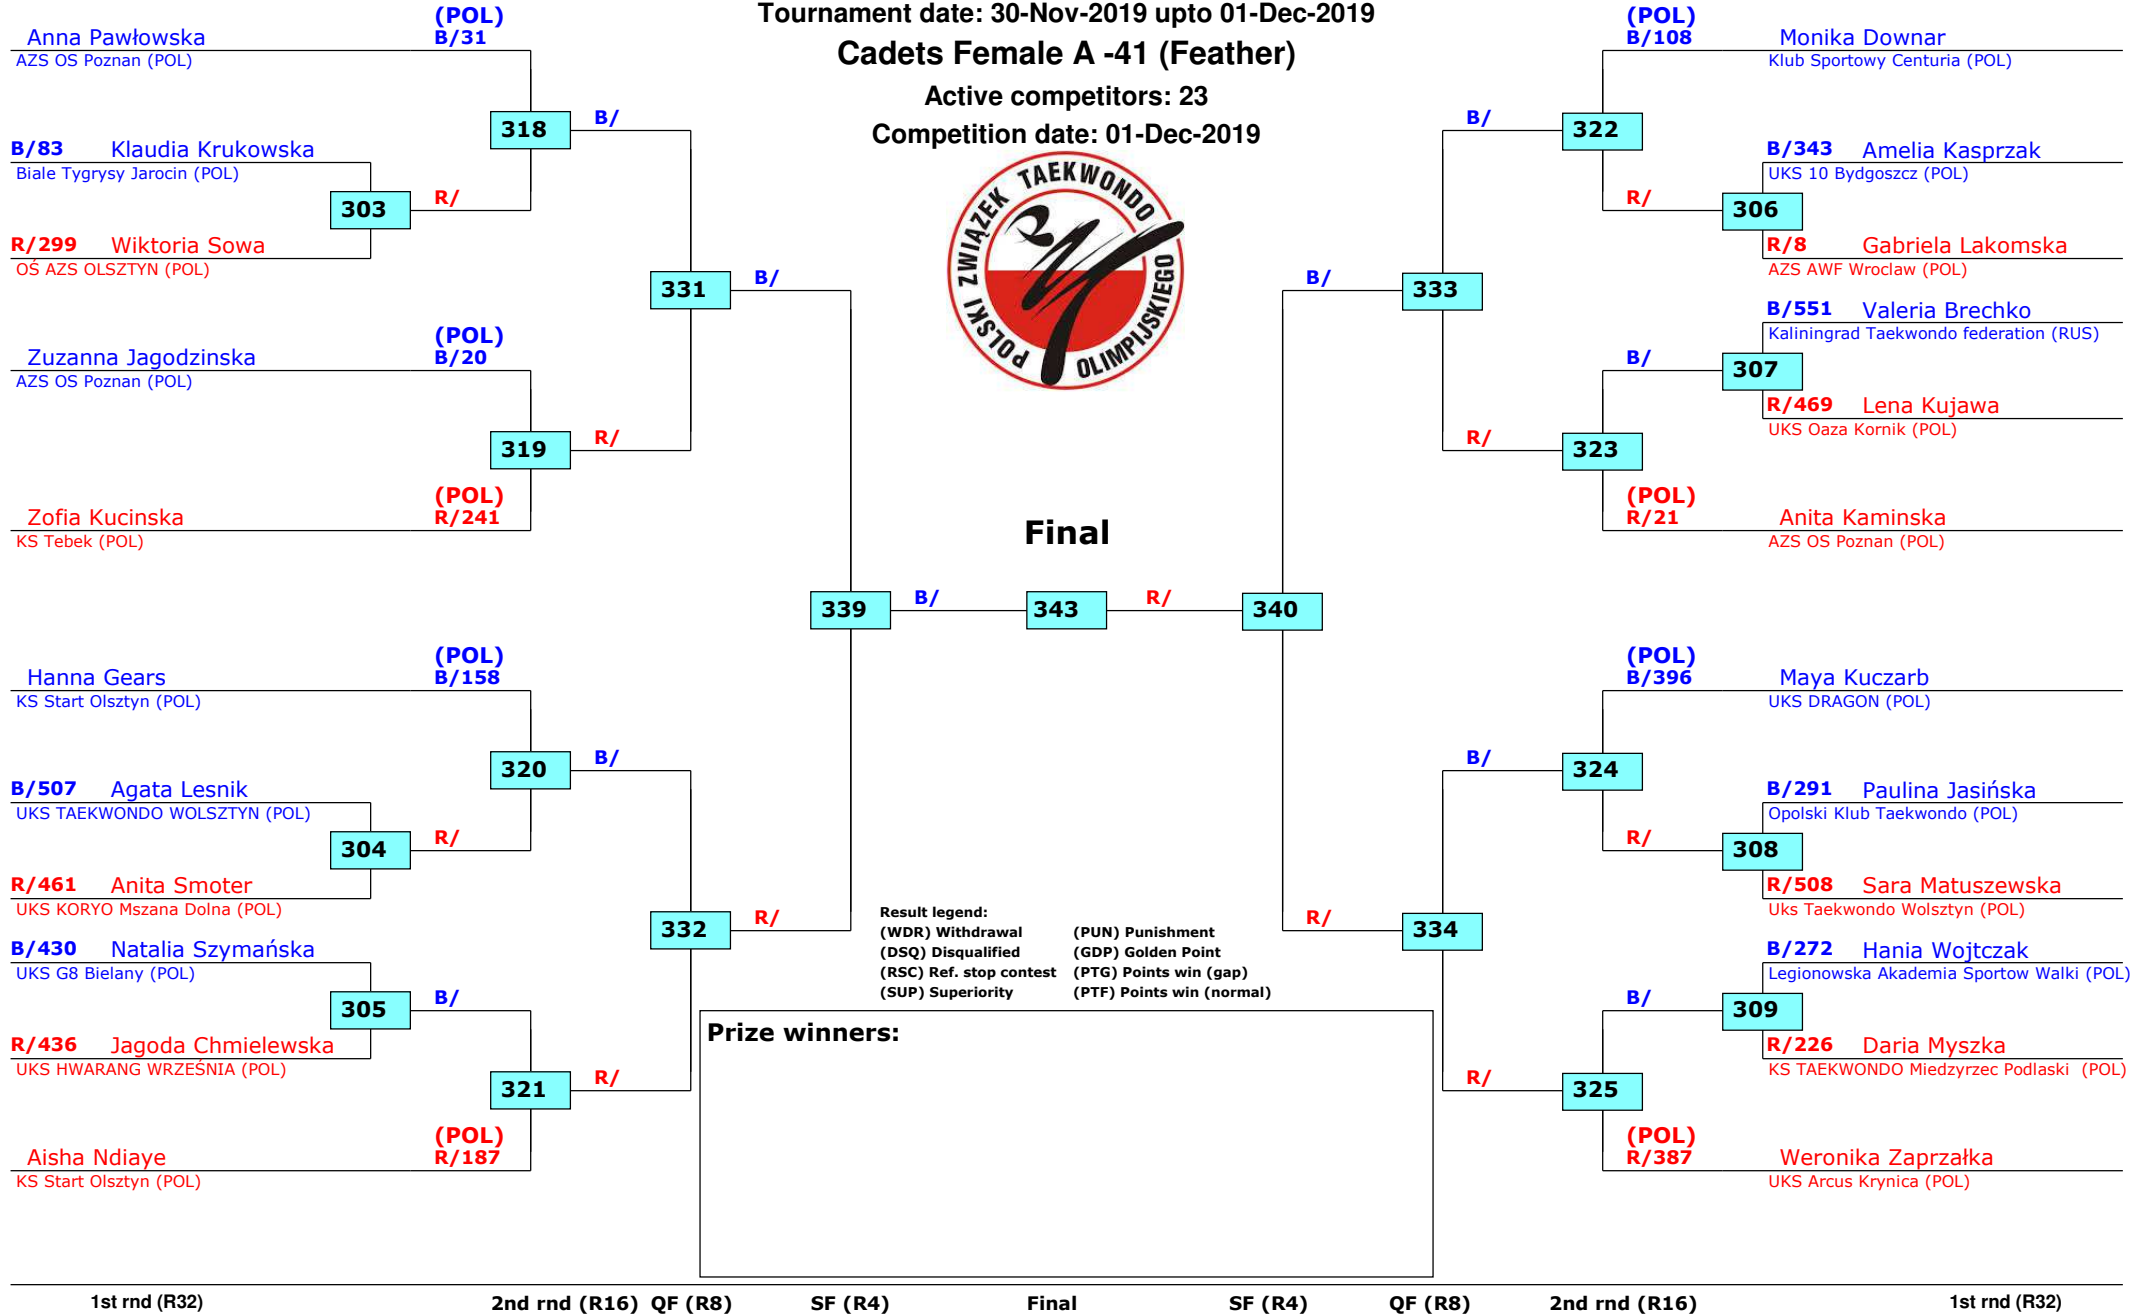 Tournament date: 30-Nov-2019 upto 01-Dec-2019
Cadets Female A -41 (Feather)
Active competitors: 23
Competition date: 01-Dec-2019
POLSKI ZWIĄZEK TAEKWONDO OLIMPIJSKIEGO
(POL)
Anna Pawłowska B/31
AZS OS Poznan (POL)
318 B/
B/83 Klaudia Krukowska
Biale Tygrysy Jarocin (POL)
303 R/
R/299 Wiktoria Sowa
OŚ AZS OLSZTYN (POL)
331 B/
(POL)
Zuzanna Jagodzinska B/20
AZS OS Poznan (POL)
319 R/
(POL)
Zofia Kucinska R/241
KS Tebek (POL)
339 B/
(POL)
Hanna Gears B/158
KS Start Olsztyn (POL)
320 B/
B/507 Agata Lesnik
UKS TAEKWONDO WOLSZTYN (POL)
304 R/
R/461 Anita Smoter
UKS KORYO Mszana Dolna (POL)
332 R/
B/430 Natalia Szymańska
UKS G8 Bielany (POL)
305 B/
R/436 Jagoda Chmielewska
UKS HWARANG WRZEŚNIA (POL)
321 R/
(POL)
Aisha Ndiaye R/187
KS Start Olsztyn (POL)
Final
343
(POL)
B/108 Monika Downar
Klub Sportowy Centuria (POL)
B/ 322
B/343 Amelia Kasprzak
UKS 10 Bydgoszcz (POL)
R/ 306
R/8 Gabriela Lakomska
AZS AWF Wroclaw (POL)
B/ 333
B/551 Valeria Brechko
Kaliningrad Taekwondo federation (RUS)
B/ 307
R/469 Lena Kujawa
UKS Oaza Kornik (POL)
R/ 323
(POL)
R/21 Anita Kaminska
AZS OS Poznan (POL)
R/ 340
(POL)
B/396 Maya Kuczarb
UKS DRAGON (POL)
B/ 324
B/291 Paulina Jasińska
Opolski Klub Taekwondo (POL)
R/ 308
R/508 Sara Matuszewska
Uks Taekwondo Wolsztyn (POL)
R/ 334
B/272 Hania Wojtczak
Legionowska Akademia Sportow Walki (POL)
B/ 309
R/226 Daria Myszka
KS TAEKWONDO Miedzyrzec Podlaski (POL)
R/ 325
(POL)
R/387 Weronika Zaprzałka
UKS Arcus Krynica (POL)
Result legend:
(WDR) Withdrawal (PUN) Punishment
(DSQ) Disqualified (GDP) Golden Point
(RSC) Ref. stop contest (PTG) Points win (gap)
(SUP) Superiority (PTF) Points win (normal)
Prize winners:
1st rnd (R32) 2nd rnd (R16) QF (R8) SF (R4) Final SF (R4) QF (R8) 2nd rnd (R16) 1st rnd (R32)